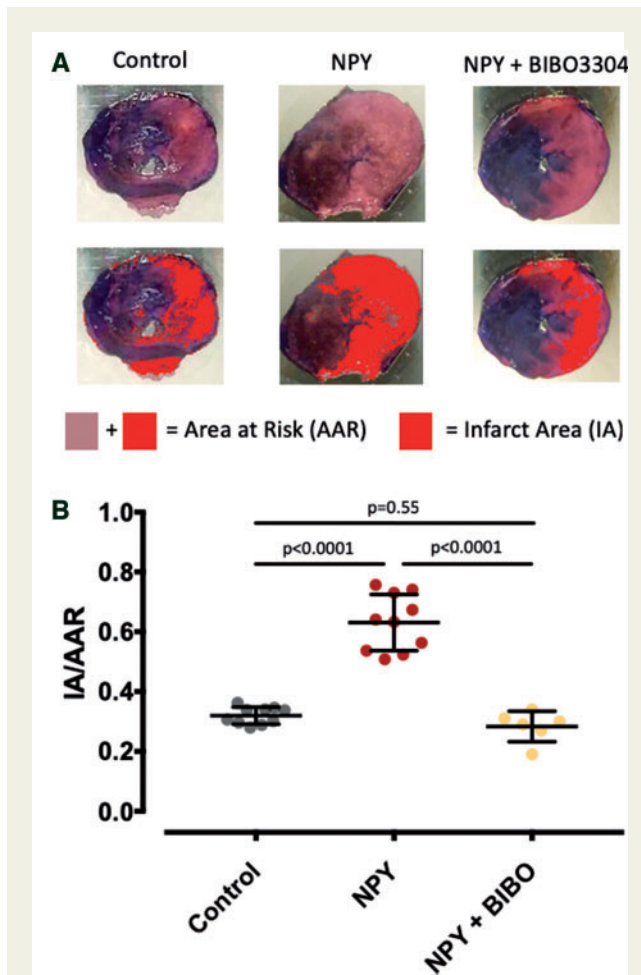 A
Control
NPY
NPY + BIBO3304
+ = Area at Risk (AAR)
= Infarct Area (IA)
B
p=0.55
p<0.0001
p<0.0001
IA/AAR
1.0
0.8
0.6
0.4
0.2
0.0
Control
NPY
NPY + BIBO